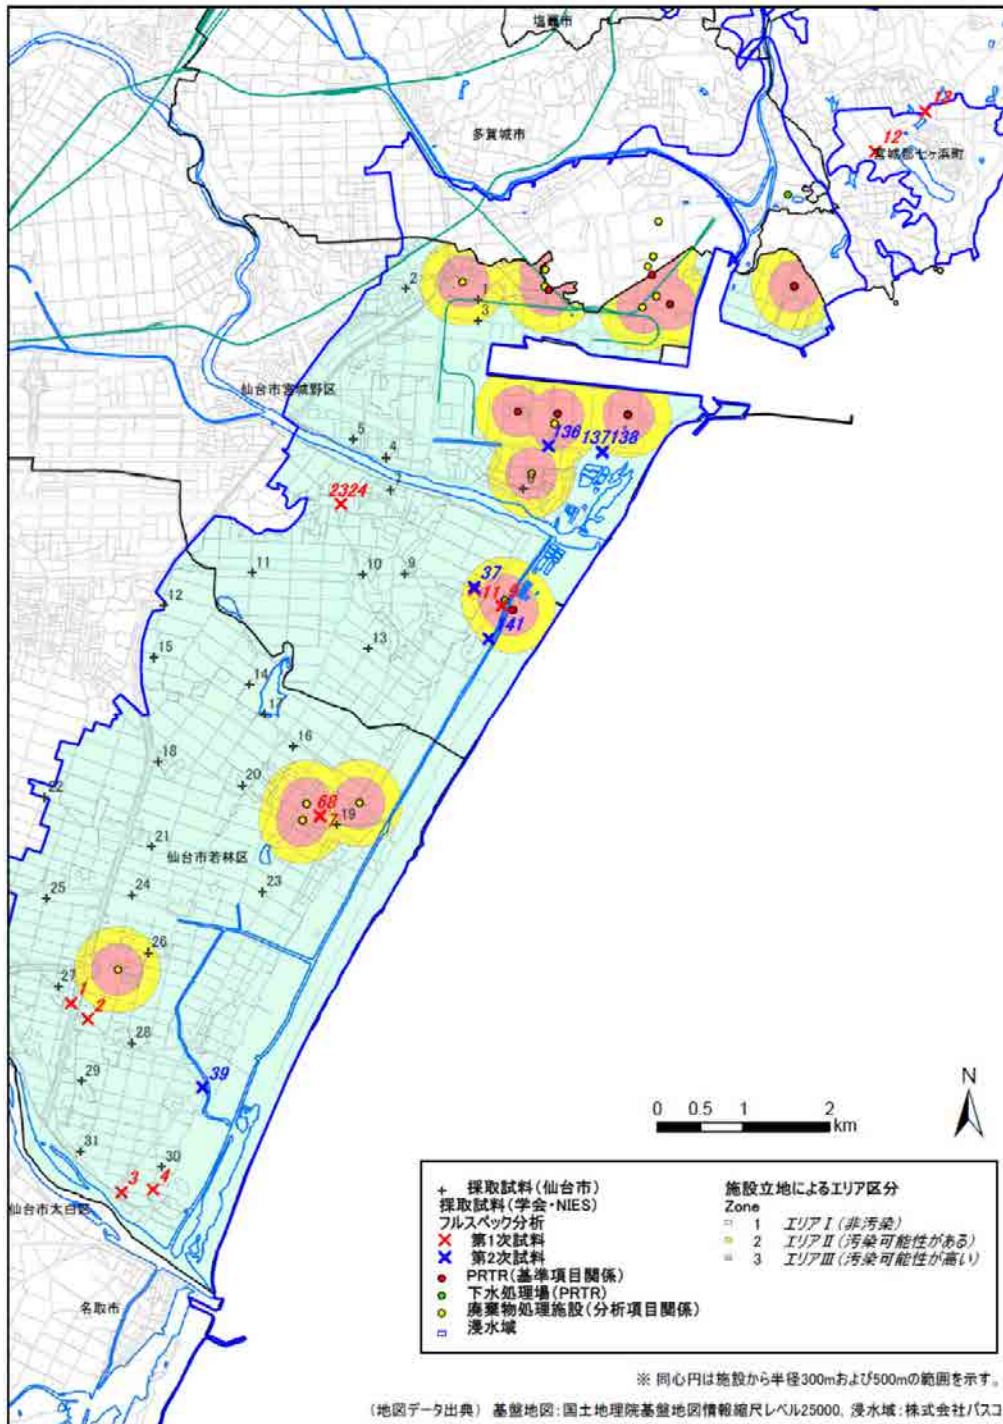 塩竈市
多賀城市
13
12
宮城郡七ヶ浜町
2
1
3
仙台市宮城野区
5
4
136
137138
7
2324
11
10
9
37
11
12
41
13
15
14
17
16
18
20
22
68
7
19
21
仙台市若林区
24
23
25
26
27
1
2
28
39
29
31
30
3
4
仙台市太白区
名取市
N
0 0.5 1 2
km
採取試料(仙台市)
採取試料(学会・NIES)
フルスペック分析
第1次試料
第2次試料
PRTR(基準項目関係)
下水処理場(PRTR)
廃棄物処理施設(分析項目関係)
浸水域
施設立地によるエリア区分
Zone
1 エリアⅠ(非汚染)
2 エリアⅡ(汚染可能性がある)
3 エリアⅢ(汚染可能性が高い)
※ 同心円は施設から半径300mおよび500mの範囲を示す。
(地図データ出典) 基盤地図:国土地理院基盤地図情報縮尺レベル25000, 浸水域:株式会社パスコ